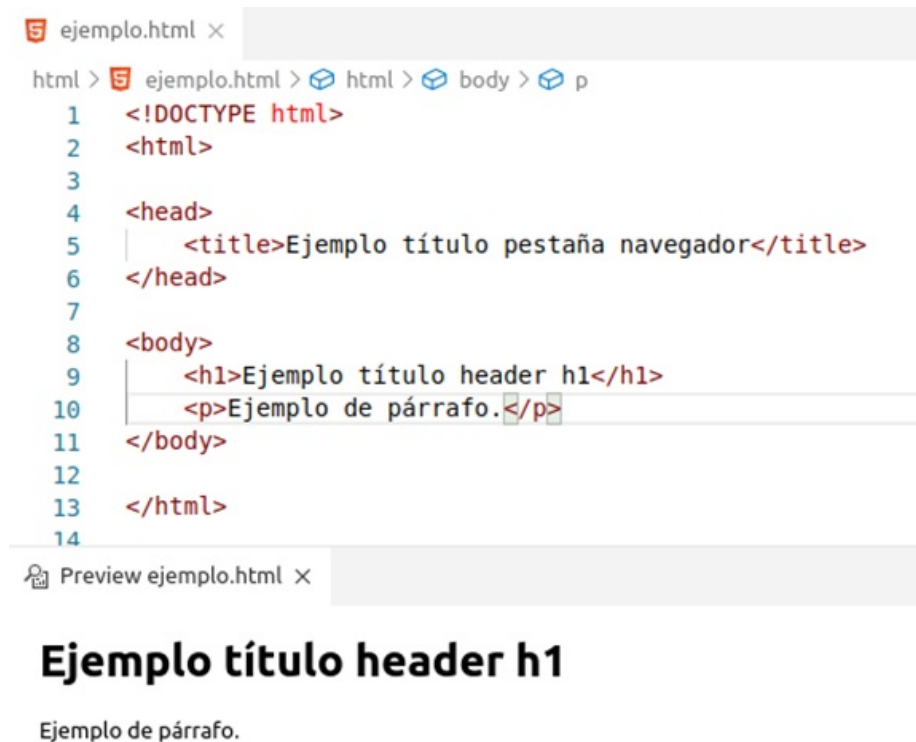 ejemplo.html ×
html > ejemplo.html > html > body > p
1 <!DOCTYPE html>
2 <html>
3
4 <head>
5 <title>Ejemplo título pestaña navegador</title>
6 </head>
7
8 <body>
9 <h1>Ejemplo título header h1</h1>
10 <p>Ejemplo de párrafo.</p>
11 </body>
12
13 </html>
14
Preview ejemplo.html ×
Ejemplo título header h1
Ejemplo de párrafo.